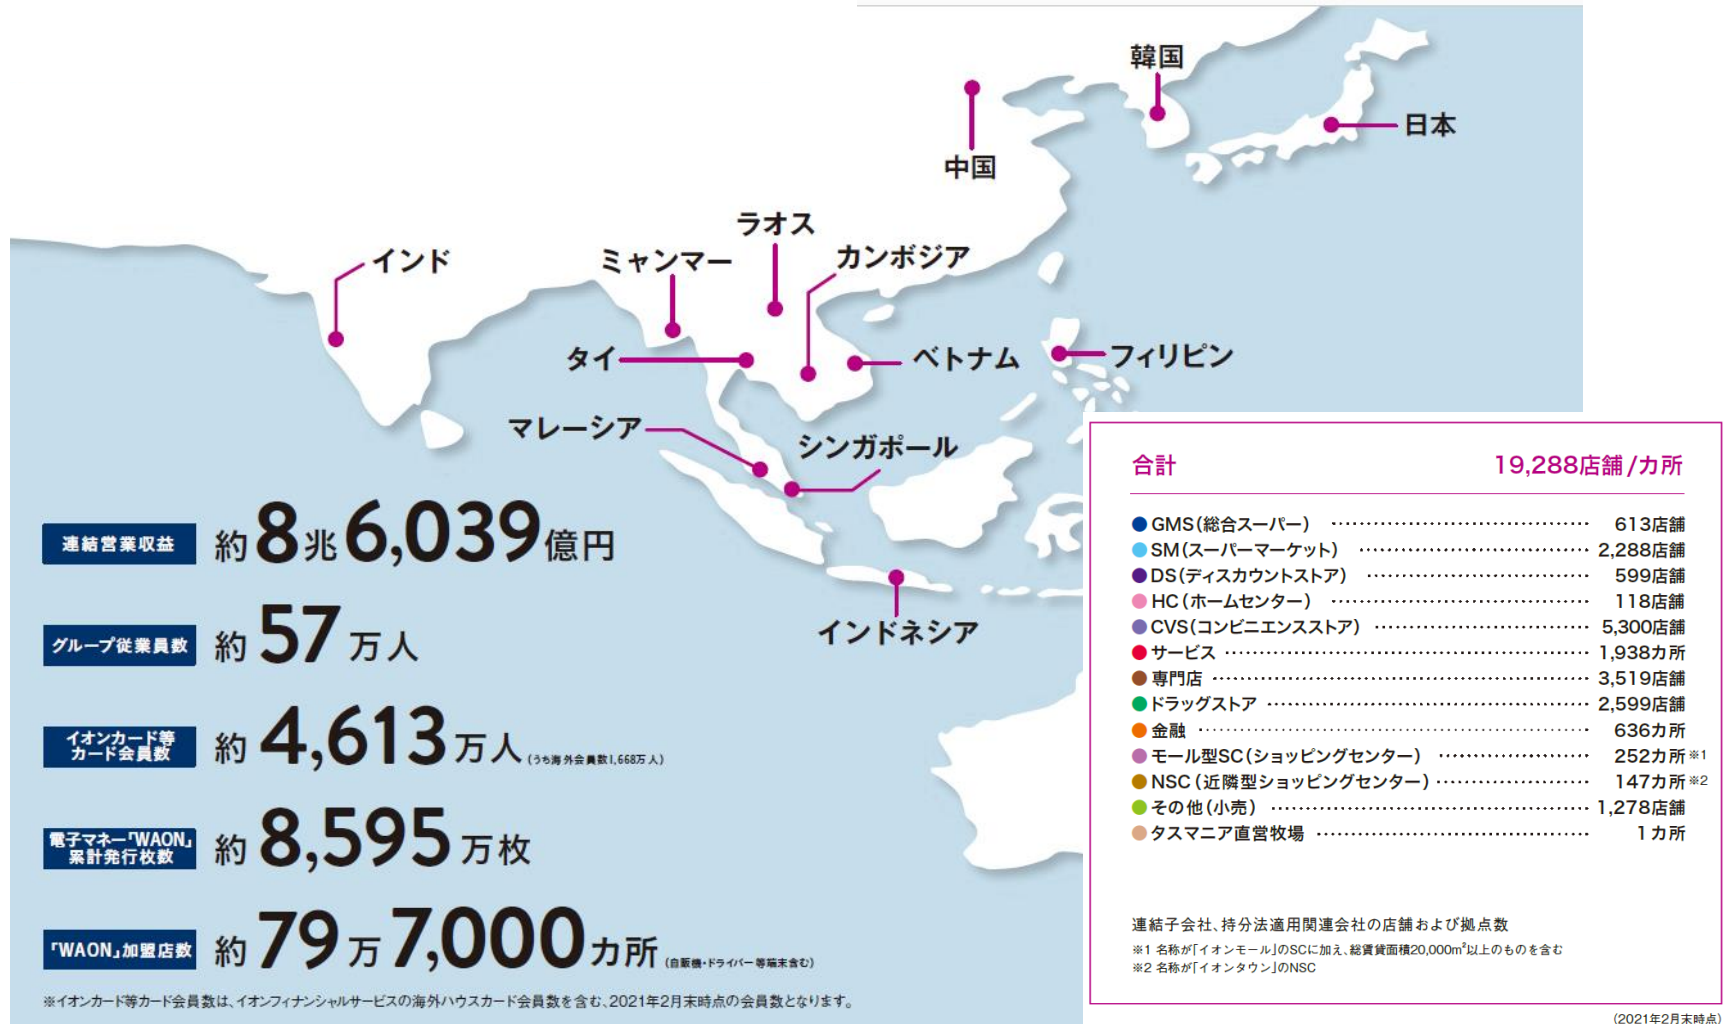 韓国
日本
中国
ラオス
インド
ミャンマー
カンボジア
タイ
ベトナム
フィリピン
マレーシア
シンガポール
インドネシア
連結営業収益 約8兆6,039億円
グループ従業員数 約57万人
イオンカード等
カード会員数 約4,613万人(うち海外会員数1,668万人)
電子マネー「WAON」
累計発行枚数 約8,595万枚
「WAON」加盟店数 約79万7,000カ所(自販機・ドライバー等端末含む)
※イオンカード等カード会員数は、イオンフィナンシャルサービスの海外ハウスカード会員数を含む、2021年2月末時点の会員数となります。
合計 19,288店舗/カ所
GMS(総合スーパー) 613店舗
SM(スーパーマーケット) 2,288店舗
DS(ディスカウントストア) 599店舗
HC(ホームセンター) 118店舗
CVS(コンビニエンスストア) 5,300店舗
サービス 1,938カ所
専門店 3,519店舗
ドラッグストア 2,599店舗
金融 636カ所
モール型SC(ショッピングセンター) 252カ所※1
NSC(近隣型ショッピングセンター) 147カ所※2
その他(小売) 1,278店舗
タスマニア直営牧場 1カ所
連結子会社、持分法適用関連会社の店舗および拠点数
※1 名称が「イオンモール」のSCに加え、総賃貸面積20,000㎡以上のものを含む
※2 名称が「イオンタウン」のNSC
(2021年2月末時点)